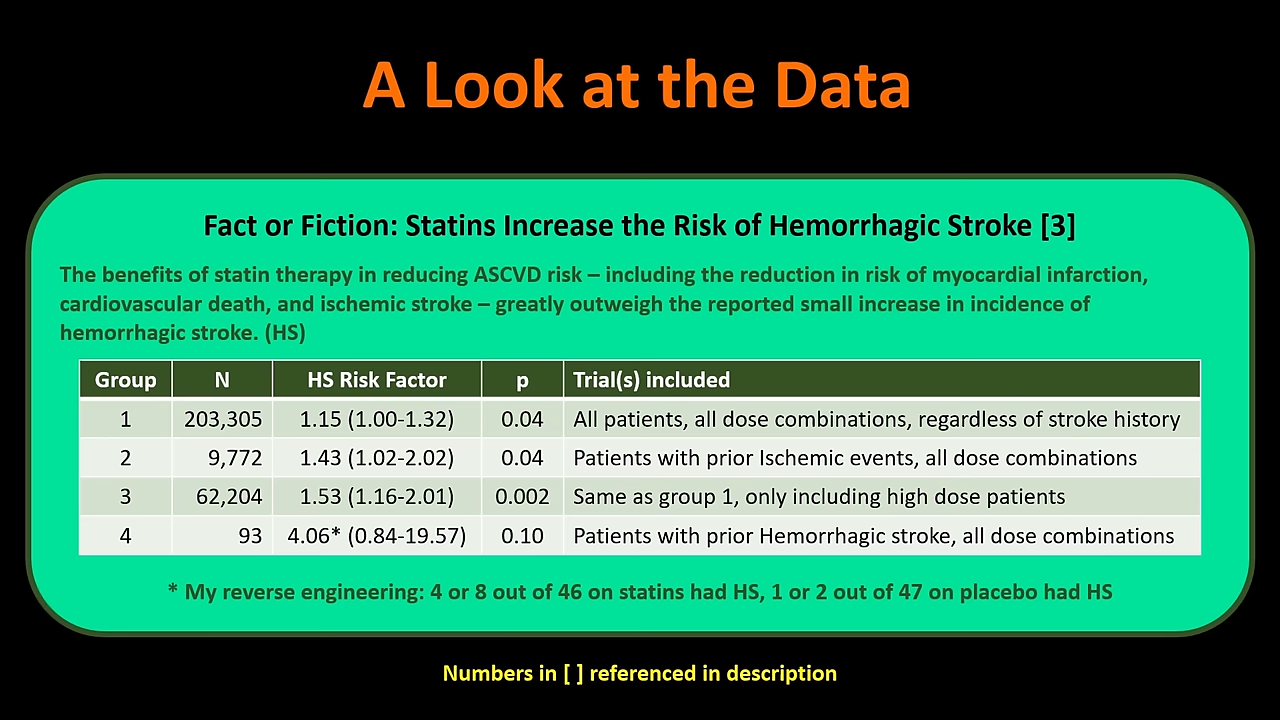 A Look at the Data
Fact or Fiction: Statins Increase the Risk of Hemorrhagic Stroke [3]
The benefits of statin therapy in reducing ASCVD risk – including the reduction in risk of myocardial infarction,
cardiovascular death, and ischemic stroke – greatly outweigh the reported small increase in incidence of
hemorrhagic stroke. (HS)
Group N HS Risk Factor p Trial(s) included
1 203,305 1.15 (1.00-1.32) 0.04 All patients, all dose combinations, regardless of stroke history
2 9,772 1.43 (1.02-2.02) 0.04 Patients with prior Ischemic events, all dose combinations
3 62,204 1.53 (1.16-2.01) 0.002 Same as group 1, only including high dose patients
4 93 4.06* (0.84-19.57) 0.10 Patients with prior Hemorrhagic stroke, all dose combinations
* My reverse engineering: 4 or 8 out of 46 on statins had HS, 1 or 2 out of 47 on placebo had HS
Numbers in [ ] referenced in description